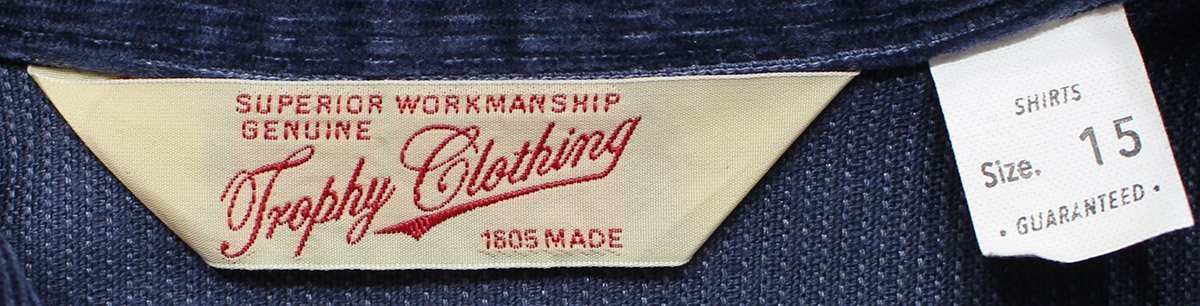 SUPERIOR WORKMANSHIP
GENUINE
Trophy Clothing
1805 MADE
SHIRTS
Size. 15
• GUARANTEED •